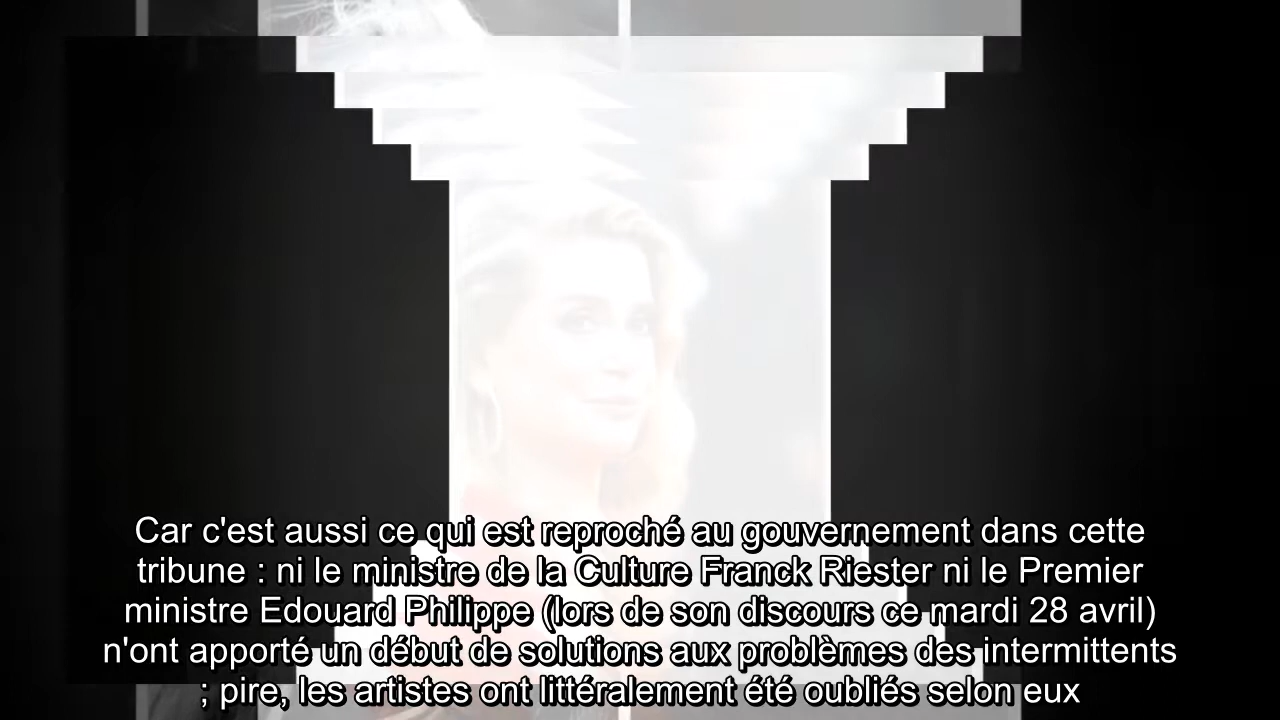 Car c'est aussi ce qui est reproché au gouvernement dans cette
tribune : ni le ministre de la Culture Franck Riester ni le Premier
ministre Edouard Philippe (lors de son discours ce mardi 28 avril)
n'ont apporté un début de solutions aux problèmes des intermittents
; pire, les artistes ont littéralement été oubliés selon eux